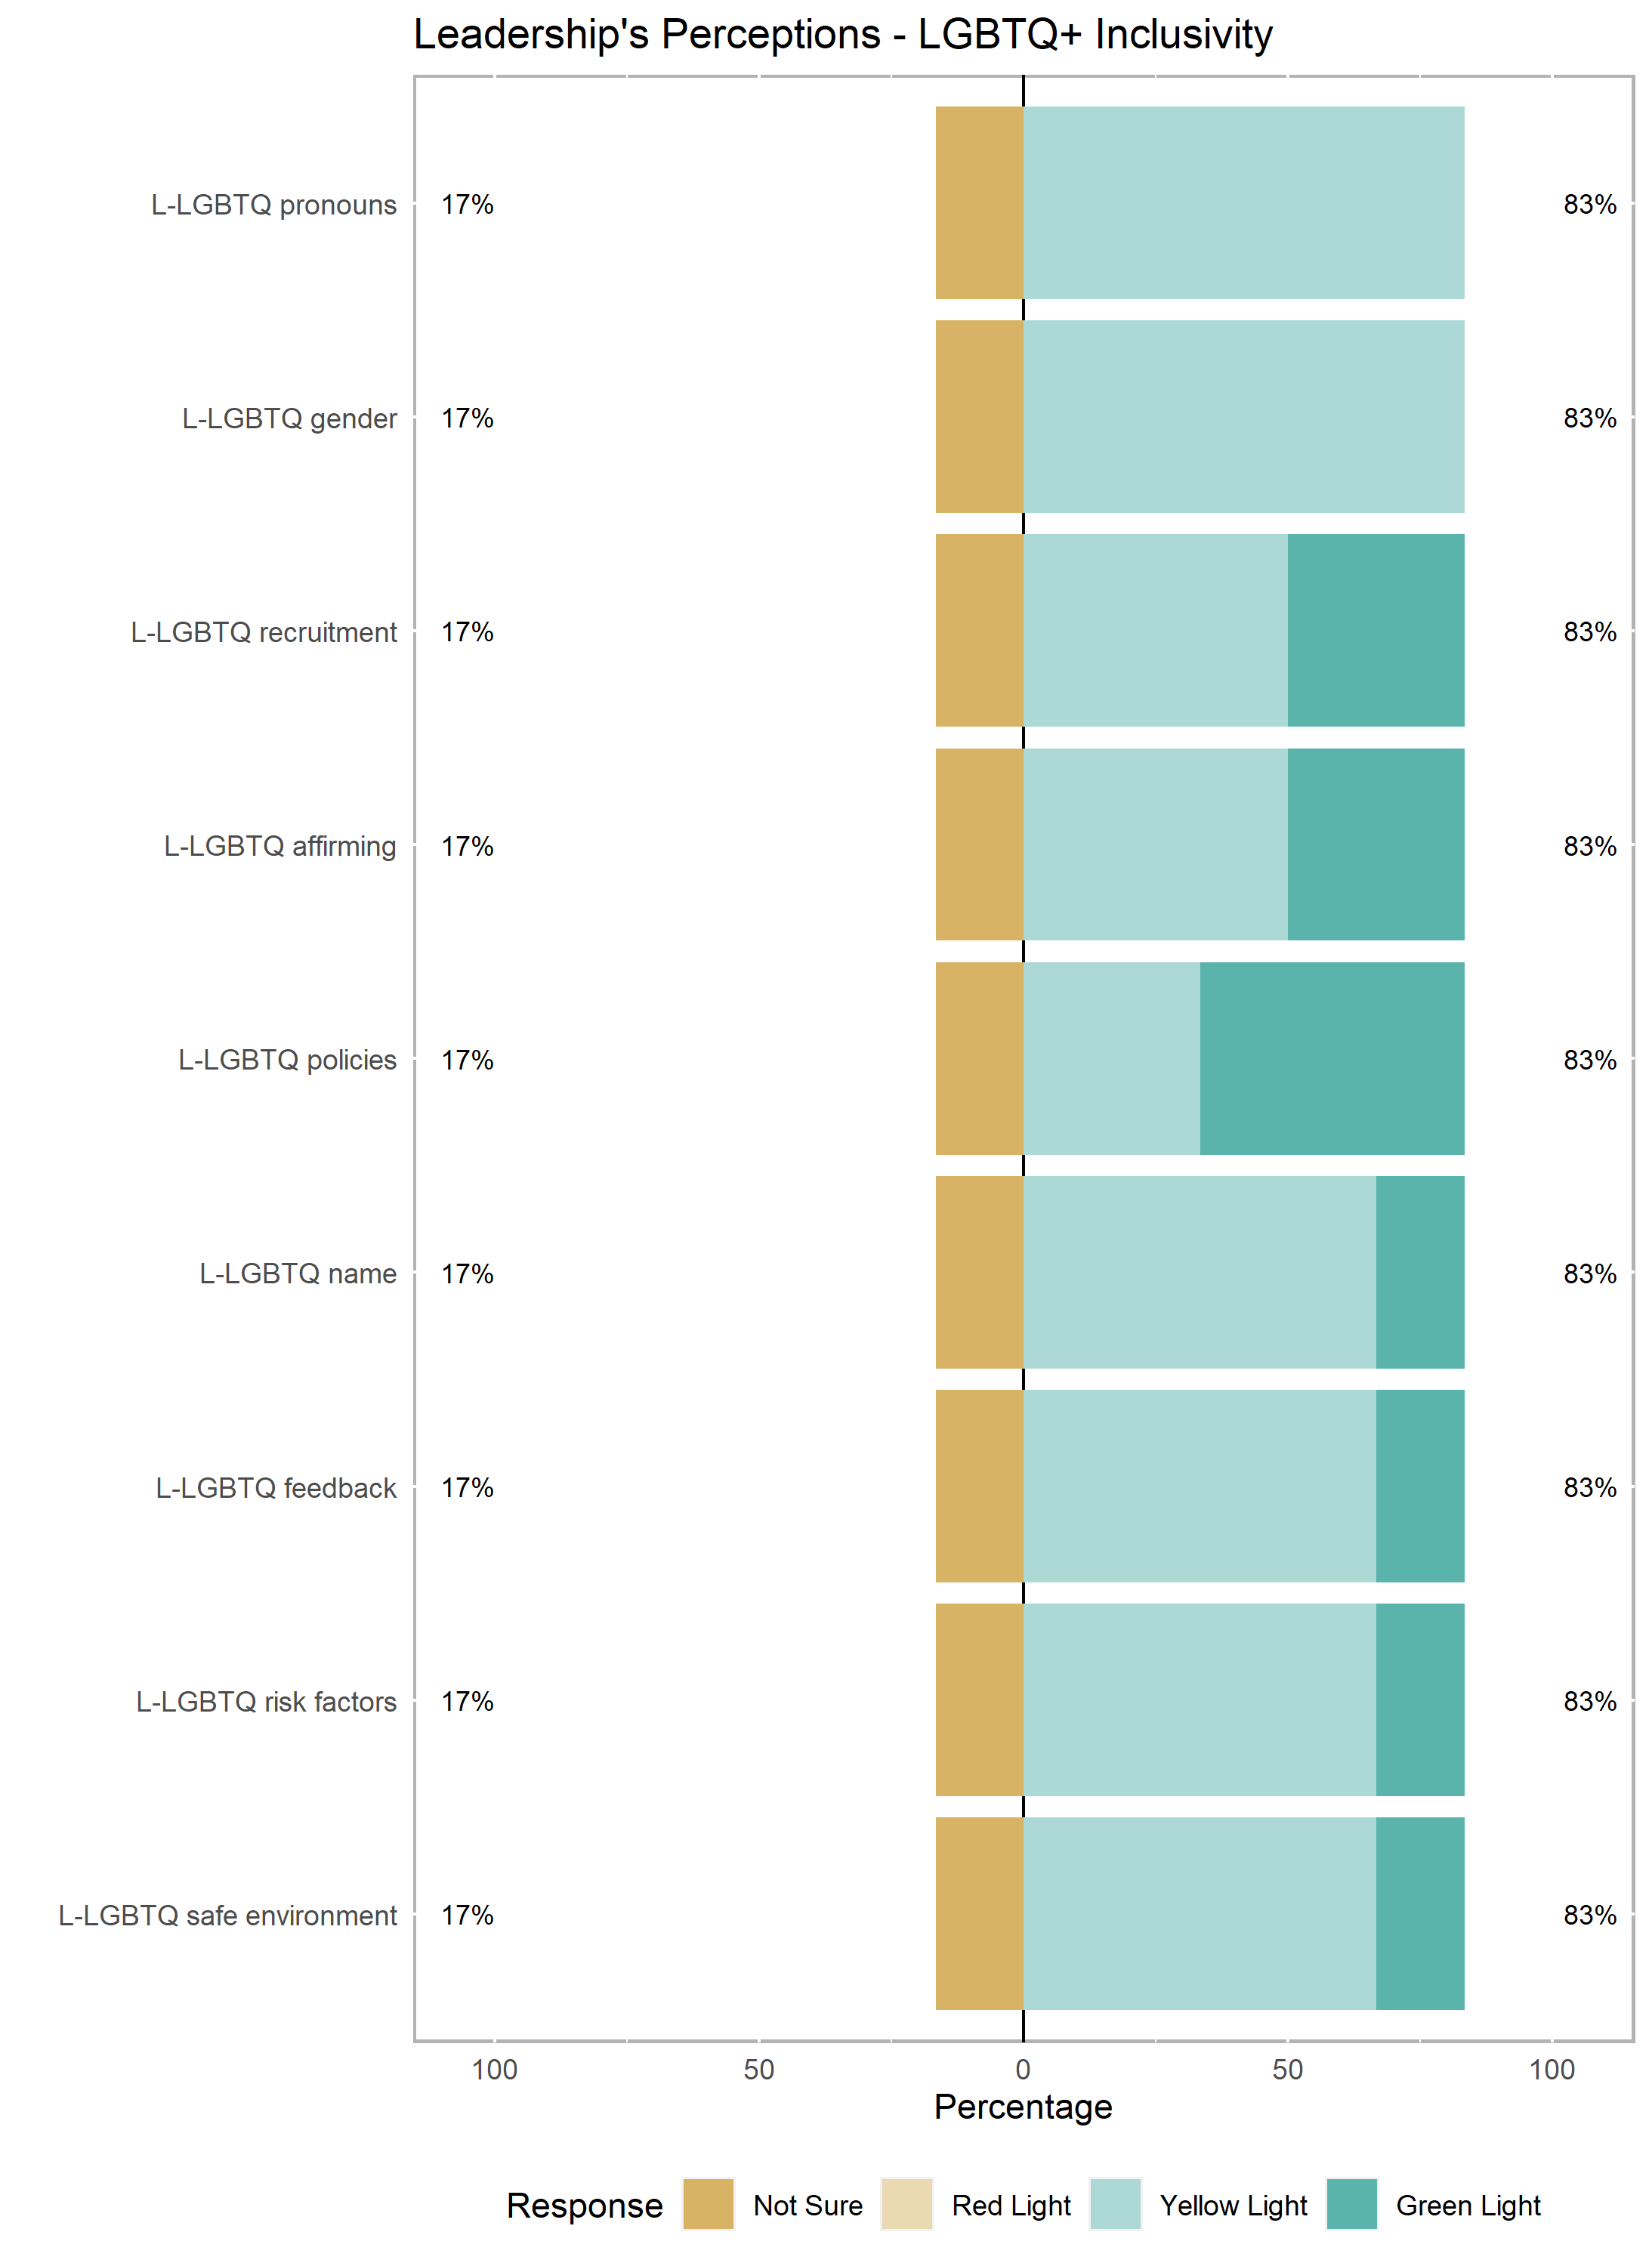 Leadership's Perceptions - LGBTQ+ Inclusivity
L-LGBTQ pronouns 17% 83%
L-LGBTQ gender 17% 83%
L-LGBTQ recruitment 17% 83%
L-LGBTQ affirming 17% 83%
L-LGBTQ policies 17% 83%
L-LGBTQ name 17% 83%
L-LGBTQ feedback 17% 83%
L-LGBTQ risk factors 17% 83%
L-LGBTQ safe environment 17% 83%
100 50 0 50 100
Percentage
Response Not Sure Red Light Yellow Light Green Light